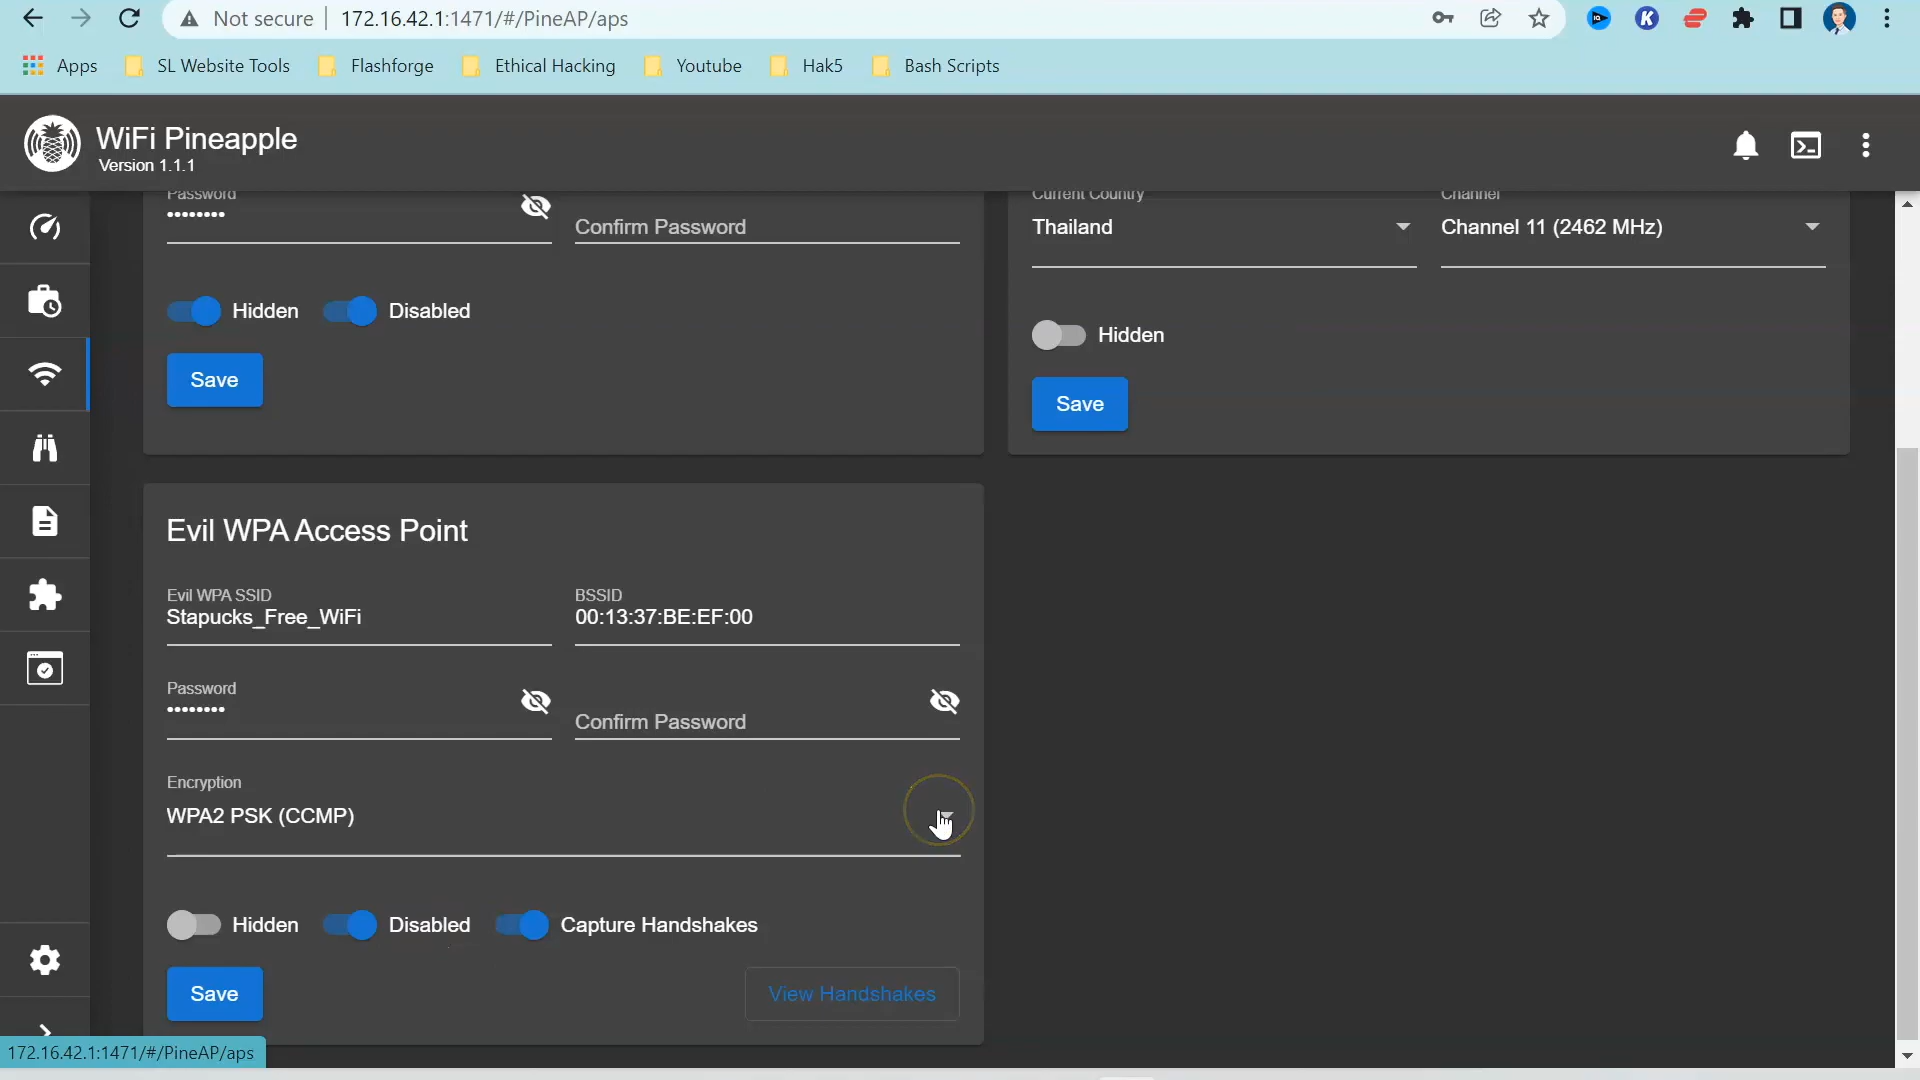 Not secure | 172.16.42.1:1471/#/PineAP/aps
Apps SL Website Tools Flashforge Ethical Hacking Youtube Hak5 Bash Scripts
WiFi Pineapple
Version 1.1.1
Password
••••••••
Confirm Password
Hidden Disabled
Save
Current Country Channel
Thailand Channel 11 (2462 MHz)
Hidden
Save
Evil WPA Access Point
Evil WPA SSID BSSID
Stapucks_Free_WiFi 00:13:37:BE:EF:00
Password
•••••••• Confirm Password
Encryption
WPA2 PSK (CCMP)
Hidden Disabled Capture Handshakes
Save View Handshakes
172.16.42.1:1471/#/PineAP/aps